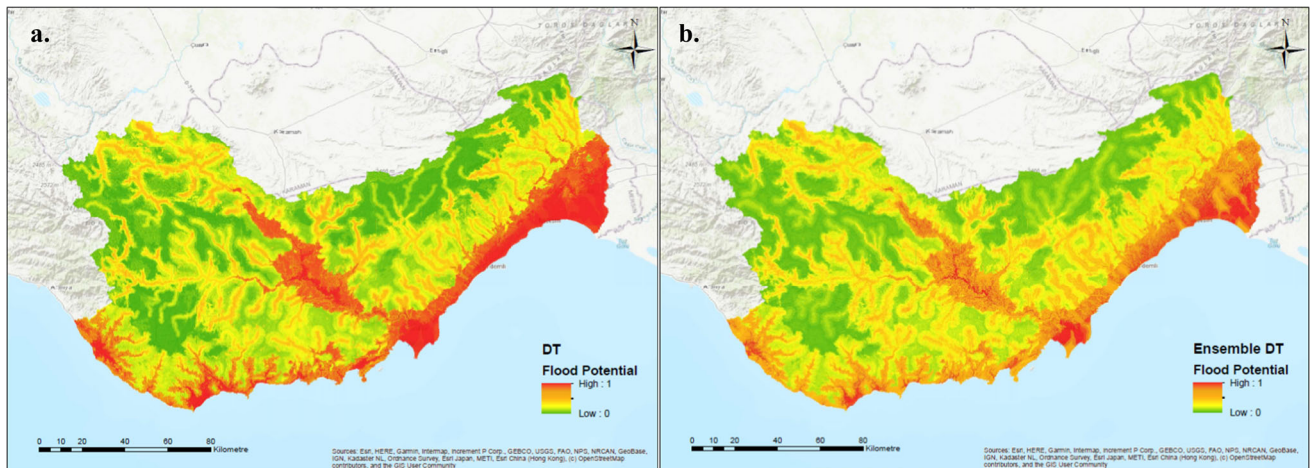 a.
N
Karaman
KARAMAN
DT
Flood Potential
High : 1
Low : 0
0 10 20 40 60 80
Kilometre
Sources: Esri, HERE, Garmin, Intermap, increment P Corp., GEBCO, USGS, FAO, NPS, NRCAN, GeoBase,
IGN, Kadaster NL, Ordnance Survey, Esri Japan, METI, Esri China (Hong Kong), (c) OpenStreetMap
contributors, and the GIS User Community
b.
N
Karaman
KARAMAN
Ensemble DT
Flood Potential
High : 1
Low : 0
0 10 20 40 60 80
Kilometre
Sources: Esri, HERE, Garmin, Intermap, increment P Corp., GEBCO, USGS, FAO, NPS, NRCAN, GeoBase,
IGN, Kadaster NL, Ordnance Survey, Esri Japan, METI, Esri China (Hong Kong), (c) OpenStreetMap
contributors, and the GIS User Community